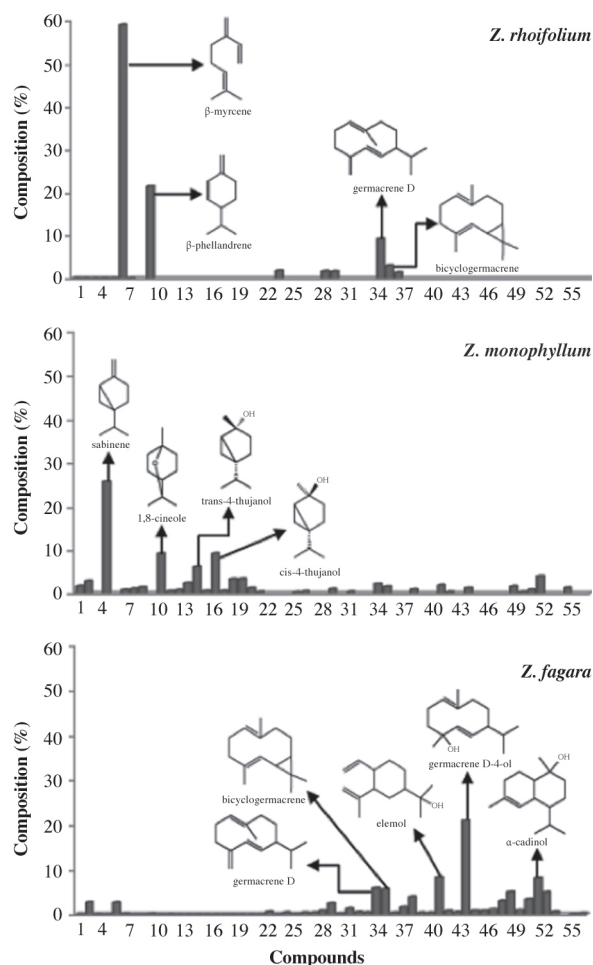 Z. rhoifolium
Composition (%)
60
50
40
30
20
10
0
β-myrcene
β-phellandrene
germacrene D
bicyclogermacrene
1 4 7 10 13 16 19 22 25 28 31 34 37 40 43 46 49 52 55
Z. monophyllum
Composition (%)
60
50
40
30
20
10
0
sabinene
1,8-cineole
O
OH
trans-4-thujanol
OH
cis-4-thujanol
1 4 7 10 13 16 19 22 25 28 31 34 37 40 43 46 49 52 55
Z. fagara
Composition (%)
60
50
40
30
20
10
0
bicyclogermacrene
germacrene D
OH
elemol
OH
germacrene D-4-ol
OH
α-cadinol
1 4 7 10 13 16 19 22 25 28 31 34 37 40 43 46 49 52 55
Compounds